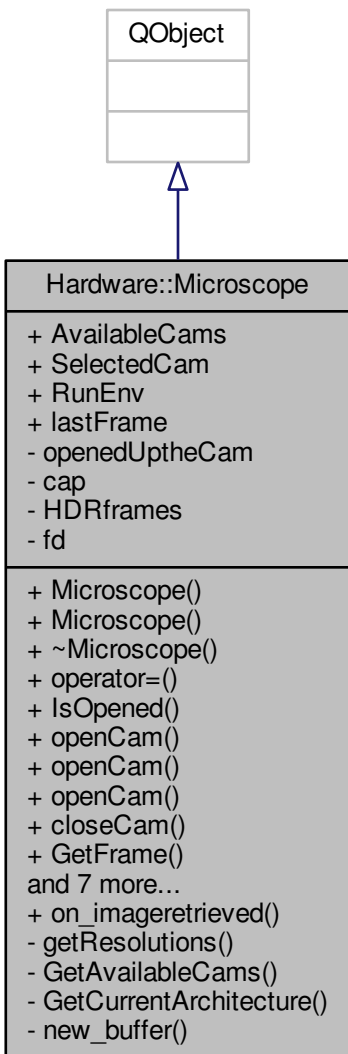 QObject
Hardware::Microscope
+ AvailableCams
+ SelectedCam
+ RunEnv
+ lastFrame
- openedUptheCam
- cap
- HDRframes
- fd
+ Microscope()
+ Microscope()
+ ~Microscope()
+ operator=()
+ IsOpened()
+ openCam()
+ openCam()
+ openCam()
+ closeCam()
+ GetFrame()
and 7 more...
+ on_imageretrieved()
- getResolutions()
- GetAvailableCams()
- GetCurrentArchitecture()
- new_buffer()